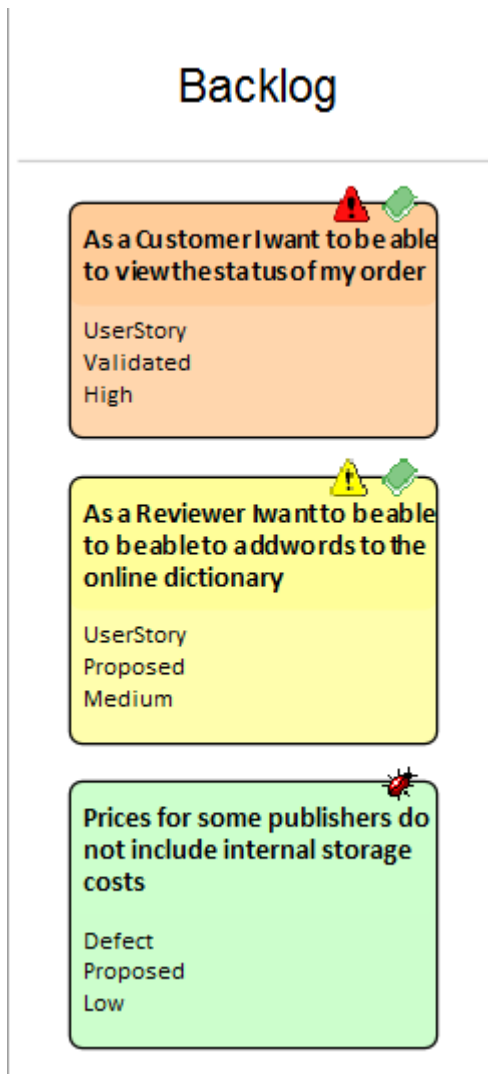 Backlog
As a Customer I want to be able
to view the status of my order
UserStory
Validated
High
As a Reviewer I want to be able
to be able to add words to the
online dictionary
UserStory
Proposed
Medium
Prices for some publishers do
not include internal storage
costs
Defect
Proposed
Low